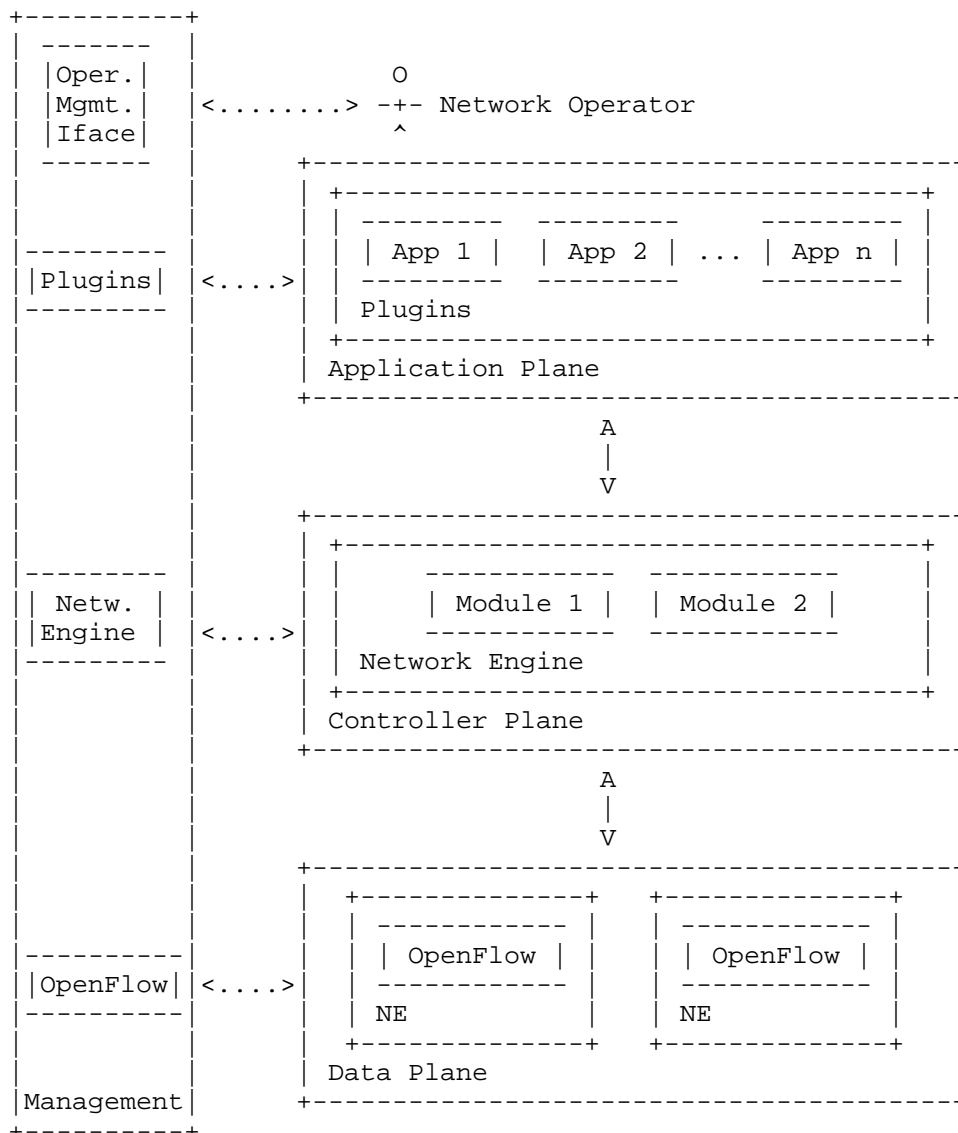 Oper.
Mgmt. Network Operator
Iface
App 1 App 2 ... App n
Plugins
Plugins
Application Plane
Netw. Module 1 Module 2
Engine
Network Engine
Controller Plane
OpenFlow OpenFlow
OpenFlow
NE NE
Data Plane
Management